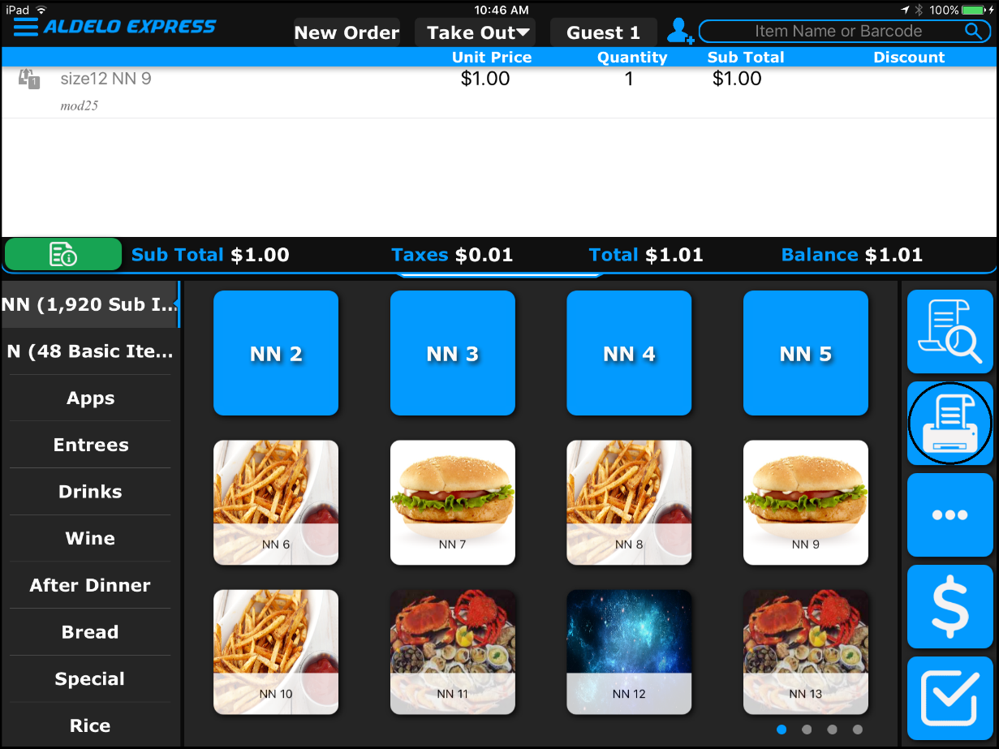 iPad 10:46 AM 100%
ALDELO EXPRESS New Order Take Out Guest 1 Item Name or Barcode
Unit Price Quantity Sub Total Discount
1 size12 NN 9 $1.00 1 $1.00
mod25
Sub Total $1.00 Taxes $0.01 Total $1.01 Balance $1.01
NN (1,920 Sub I...
N (48 Basic Ite...
Apps
Entrees
Drinks
Wine
After Dinner
Bread
Special
Rice
NN 2 NN 3 NN 4 NN 5
NN 6 NN 7 NN 8 NN 9
NN 10 NN 11 NN 12 NN 13
$